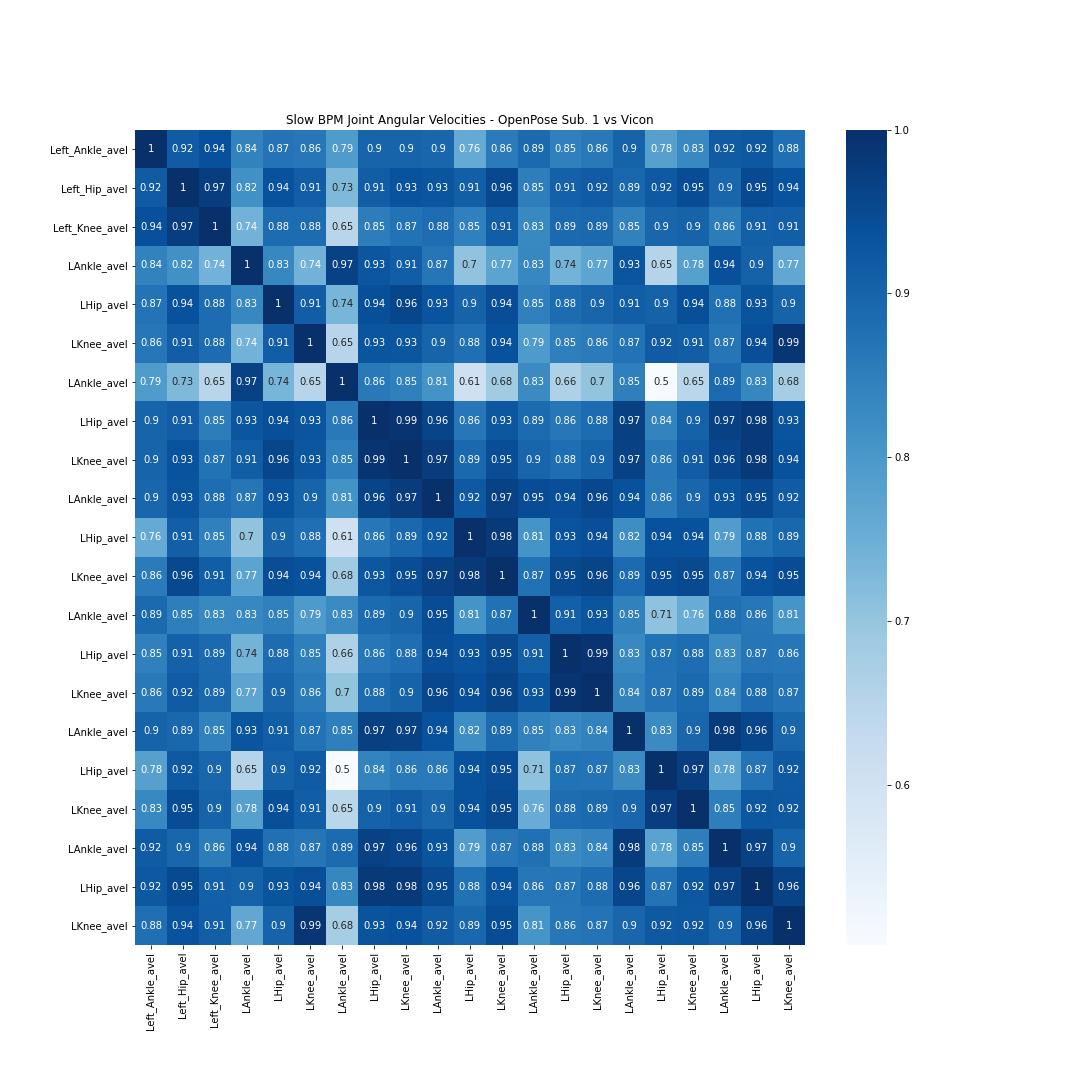 Slow BPM Joint Angular Velocities - OpenPose Sub. 1 vs Vicon
Left_Ankle_avel 1 0.92 0.94 0.84 0.87 0.86 0.79 0.9 0.9 0.9 0.76 0.86 0.89 0.85 0.86 0.9 0.78 0.83 0.92 0.92 0.88
Left_Hip_avel 0.92 1 0.97 0.82 0.94 0.91 0.73 0.91 0.93 0.93 0.91 0.96 0.85 0.91 0.92 0.89 0.92 0.95 0.9 0.95 0.94
Left_Knee_avel 0.94 0.97 1 0.74 0.88 0.88 0.65 0.85 0.87 0.88 0.85 0.91 0.83 0.89 0.89 0.85 0.9 0.9 0.86 0.91 0.91
LAnkle_avel 0.84 0.82 0.74 1 0.83 0.74 0.97 0.93 0.91 0.87 0.7 0.77 0.83 0.74 0.77 0.93 0.65 0.78 0.94 0.9 0.77
LHip_avel 0.87 0.94 0.88 0.83 1 0.91 0.74 0.94 0.96 0.93 0.9 0.94 0.85 0.88 0.9 0.91 0.9 0.94 0.88 0.93 0.9
LKnee_avel 0.86 0.91 0.88 0.74 0.91 1 0.65 0.93 0.93 0.9 0.88 0.94 0.79 0.85 0.86 0.87 0.92 0.91 0.87 0.94 0.99
LAnkle_avel 0.79 0.73 0.65 0.97 0.74 0.65 1 0.86 0.85 0.81 0.61 0.68 0.83 0.66 0.7 0.85 0.5 0.65 0.89 0.83 0.68
LHip_avel 0.9 0.91 0.85 0.93 0.94 0.93 0.86 1 0.99 0.96 0.86 0.93 0.89 0.86 0.88 0.97 0.84 0.9 0.97 0.98 0.93
LKnee_avel 0.9 0.93 0.87 0.91 0.96 0.93 0.85 0.99 1 0.97 0.89 0.95 0.9 0.88 0.9 0.97 0.86 0.91 0.96 0.98 0.94
LAnkle_avel 0.9 0.93 0.88 0.87 0.93 0.9 0.81 0.96 0.97 1 0.92 0.97 0.95 0.94 0.96 0.94 0.86 0.9 0.93 0.95 0.92
LHip_avel 0.76 0.91 0.85 0.7 0.9 0.88 0.61 0.86 0.89 0.92 1 0.98 0.81 0.93 0.94 0.82 0.94 0.94 0.79 0.88 0.89
LKnee_avel 0.86 0.96 0.91 0.77 0.94 0.94 0.68 0.93 0.95 0.97 0.98 1 0.87 0.95 0.96 0.89 0.95 0.95 0.87 0.94 0.95
LAnkle_avel 0.89 0.85 0.83 0.83 0.85 0.79 0.83 0.89 0.9 0.95 0.81 0.87 1 0.91 0.93 0.85 0.71 0.76 0.88 0.86 0.81
LHip_avel 0.85 0.91 0.89 0.74 0.88 0.85 0.66 0.86 0.88 0.94 0.93 0.95 0.91 1 0.99 0.83 0.87 0.88 0.83 0.87 0.86
LKnee_avel 0.86 0.92 0.89 0.77 0.9 0.86 0.7 0.88 0.9 0.96 0.94 0.96 0.93 0.99 1 0.84 0.87 0.89 0.84 0.88 0.87
LAnkle_avel 0.9 0.89 0.85 0.93 0.91 0.87 0.85 0.97 0.97 0.94 0.82 0.89 0.85 0.83 0.84 1 0.83 0.9 0.98 0.96 0.9
LHip_avel 0.78 0.92 0.9 0.65 0.9 0.92 0.5 0.84 0.86 0.86 0.94 0.95 0.71 0.87 0.87 0.83 1 0.97 0.78 0.87 0.92
LKnee_avel 0.83 0.95 0.9 0.78 0.94 0.91 0.65 0.9 0.91 0.9 0.94 0.95 0.76 0.88 0.89 0.9 0.97 1 0.85 0.92 0.92
LAnkle_avel 0.92 0.9 0.86 0.94 0.88 0.87 0.89 0.97 0.96 0.93 0.79 0.87 0.88 0.83 0.84 0.98 0.78 0.85 1 0.97 0.9
LHip_avel 0.92 0.95 0.91 0.9 0.93 0.94 0.83 0.98 0.98 0.95 0.88 0.94 0.86 0.87 0.88 0.96 0.87 0.92 0.97 1 0.96
LKnee_avel 0.88 0.94 0.91 0.77 0.9 0.99 0.68 0.93 0.94 0.92 0.89 0.95 0.81 0.86 0.87 0.9 0.92 0.92 0.9 0.96 1
Left_Ankle_avel
Left_Hip_avel
Left_Knee_avel
LAnkle_avel
LHip_avel
LKnee_avel
LAnkle_avel
LHip_avel
LKnee_avel
LAnkle_avel
LHip_avel
LKnee_avel
LAnkle_avel
LHip_avel
LKnee_avel
LAnkle_avel
LHip_avel
LKnee_avel
LAnkle_avel
LHip_avel
LKnee_avel
1.0
0.9
0.8
0.7
0.6